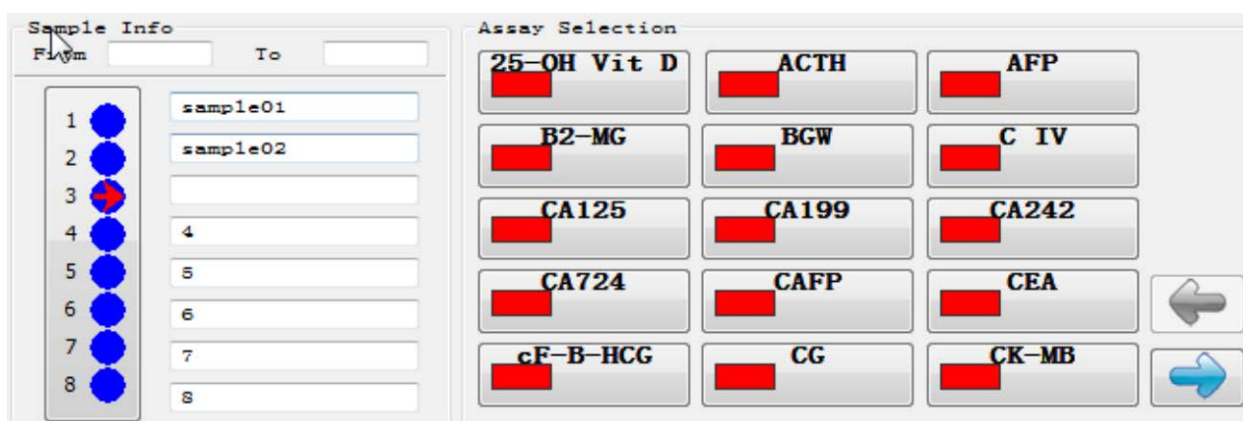 Sample Info
From To
1 sample01
2 sample02
3
4 4
5 5
6 6
7 7
8 8
Assay Selection
25-OH Vit D ACTH AFP
B2-MG BGW C IV
CA125 CA199 CA242
CA724 CAFP CEA
cF-B-HCG CG CK-MB